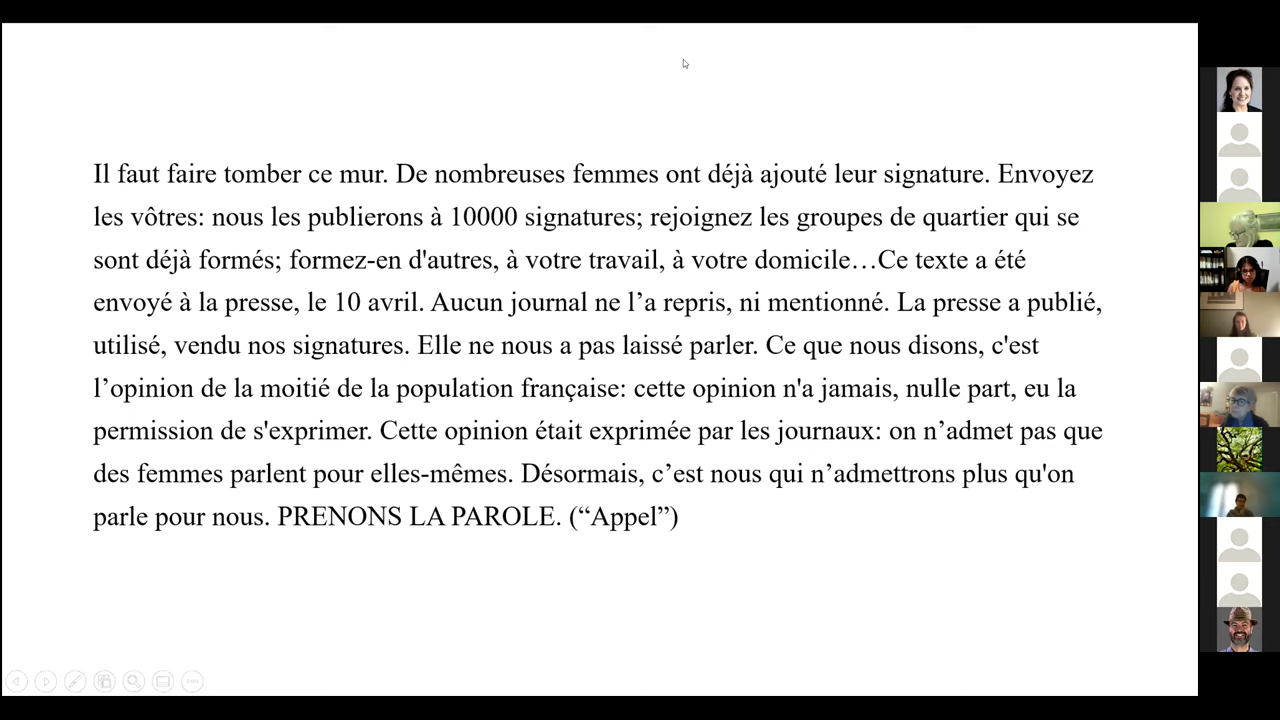 Il faut faire tomber ce mur. De nombreuses femmes ont déjà ajouté leur signature. Envoyez
les vôtres: nous les publierons à 10000 signatures; rejoignez les groupes de quartier qui se
sont déjà formés; formez-en d'autres, à votre travail, à votre domicile…Ce texte a été
envoyé à la presse, le 10 avril. Aucun journal ne l’a repris, ni mentionné. La presse a publié,
utilisé, vendu nos signatures. Elle ne nous a pas laissé parler. Ce que nous disons, c'est
l’opinion de la moitié de la population française: cette opinion n'a jamais, nulle part, eu la
permission de s'exprimer. Cette opinion était exprimée par les journaux: on n’admet pas que
des femmes parlent pour elles-mêmes. Désormais, c’est nous qui n’admettrons plus qu'on
parle pour nous. PRENONS LA PAROLE. (“Appel”)